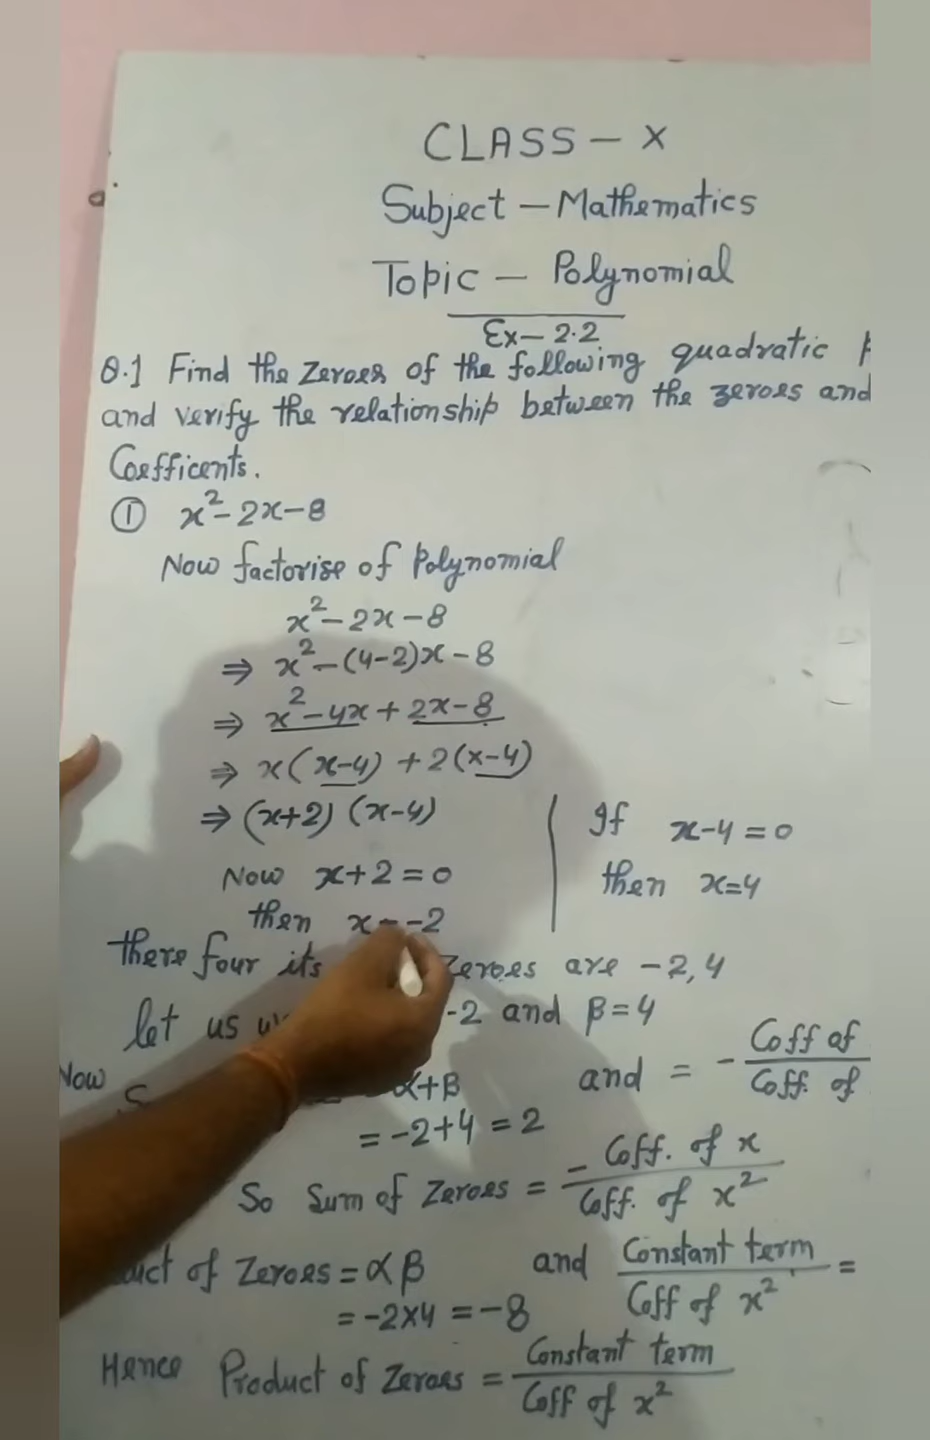 CLASS – X
Subject – Mathematics
Topic – Polynomial
Ex – 2.2
Q.1 Find the Zeroes of the following quadratic
and verify the relationship between the zeroes and
Coefficents.
① x² – 2x – 8
Now factorise of Polynomial
x² – 2x – 8
⇒ x² – (4–2)x – 8
⇒ x² – 4x + 2x – 8
⇒ x(x–4) + 2(x–4)
⇒ (x+2) (x–4)
Now x+2 = 0
then x = -2
If x–4 = 0
then x=4
there four its Zeroes are –2, 4
let us -2 and β = 4
Now α+β
= –2+4 = 2
and = - Coff of / Coff. of
So Sum of Zeroes = – Coff. of x / Coff. of x²
of Zeroes = αβ
= –2×4 = –8
and Constant term / Coff of x² =
Hence Product of Zeroes = Constant term / Coff of x²